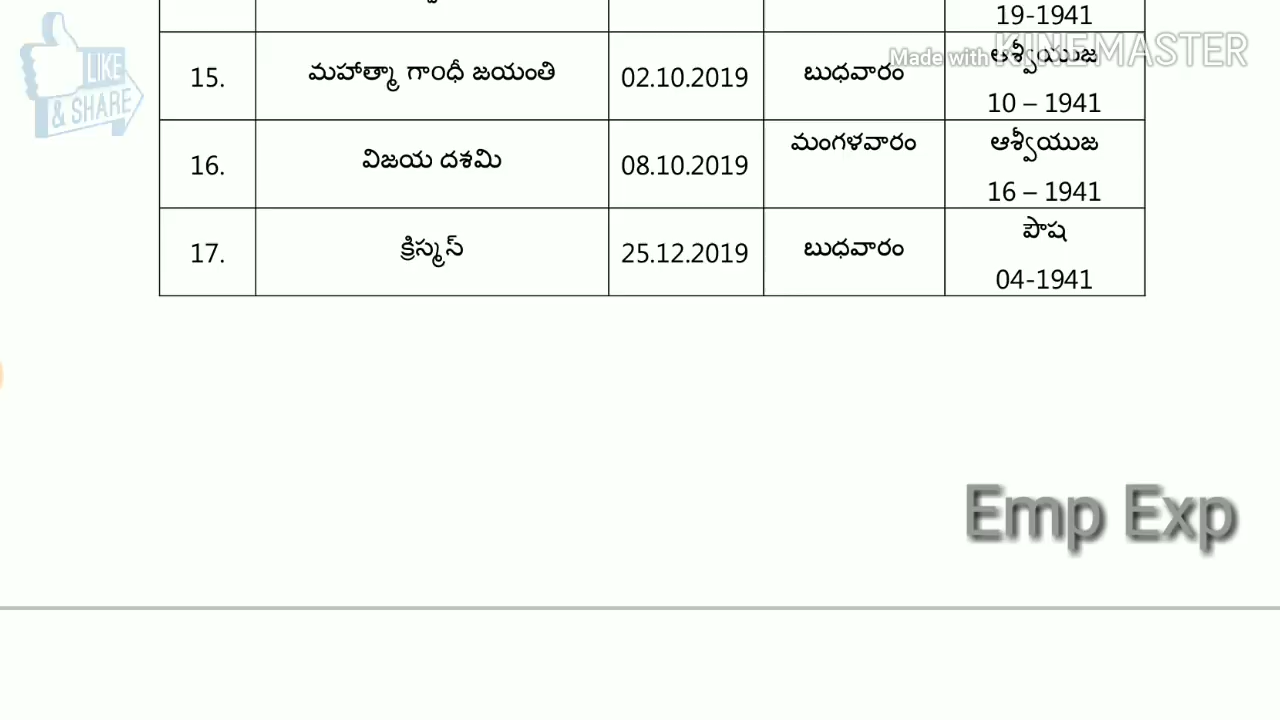 19-1941
LIKE
& SHARE
Made with KINEMASTER
15. మహాత్మా గాంధీ జయంతి 02.10.2019 బుధవారం ఆశ్వీయుజ
10 – 1941
16. విజయ దశమి 08.10.2019 మంగళవారం ఆశ్వీయుజ
16 – 1941
17. క్రిస్మస్ 25.12.2019 బుధవారం పౌష
04-1941
Emp Exp